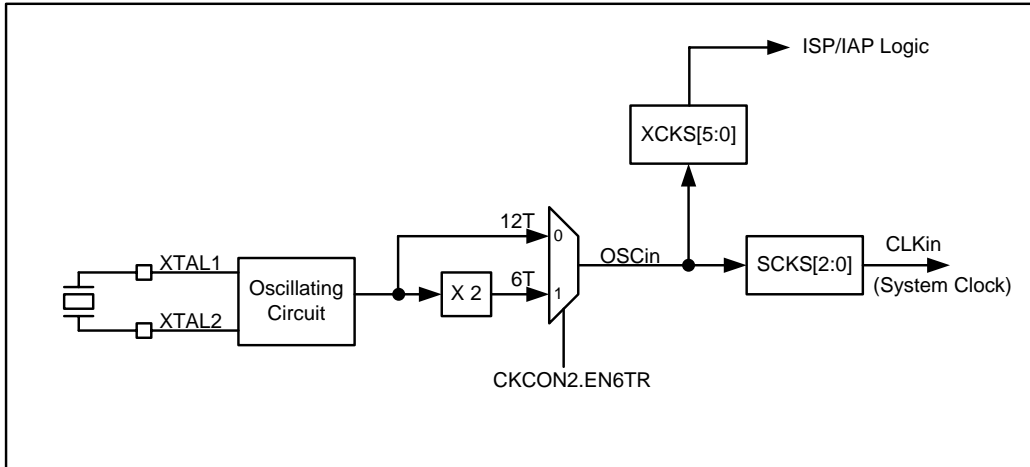 ISP/IAP Logic
XCKS[5:0]
12T
0
OSCin
CLKin
XTAL1
SCKS[2:0]
(System Clock)
Oscillating
Circuit
X 2
6T
1
XTAL2
CKCON2.EN6TR